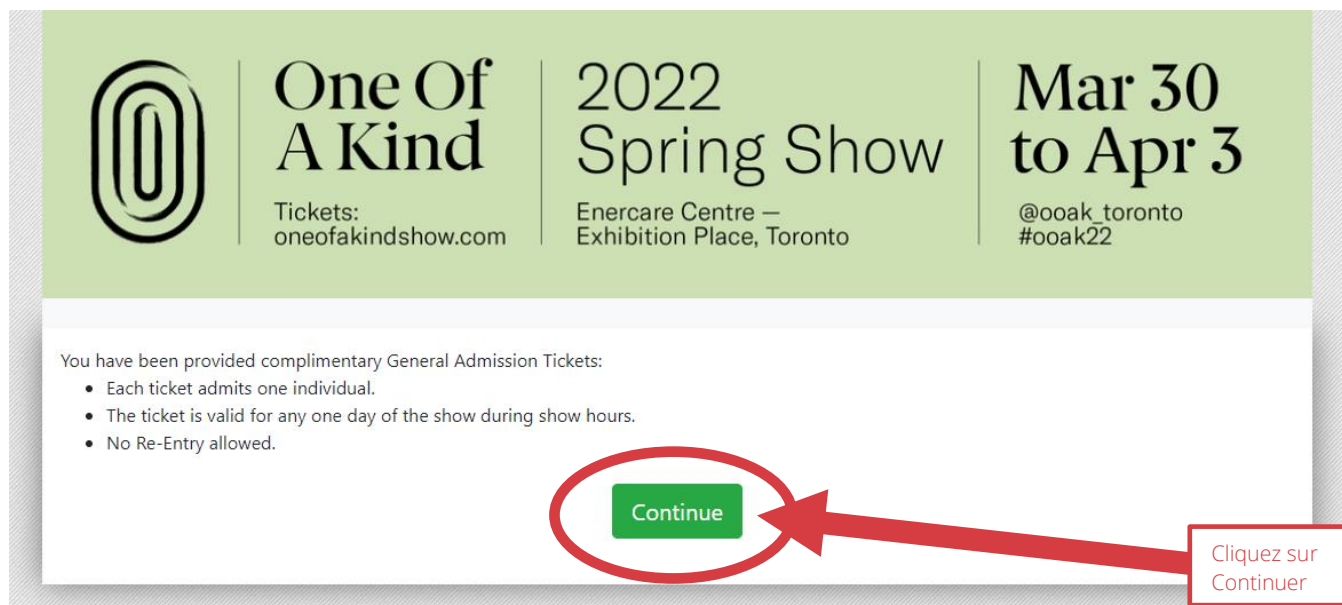 One Of
A Kind
Tickets:
oneofakindshow.com
2022
Spring Show
Enercare Centre –
Exhibition Place, Toronto
Mar 30
to Apr 3
@ooak_toronto
#ooak22
You have been provided complimentary General Admission Tickets:
• Each ticket admits one individual.
• The ticket is valid for any one day of the show during show hours.
• No Re-Entry allowed.
Continue
Cliquez sur
Continuer